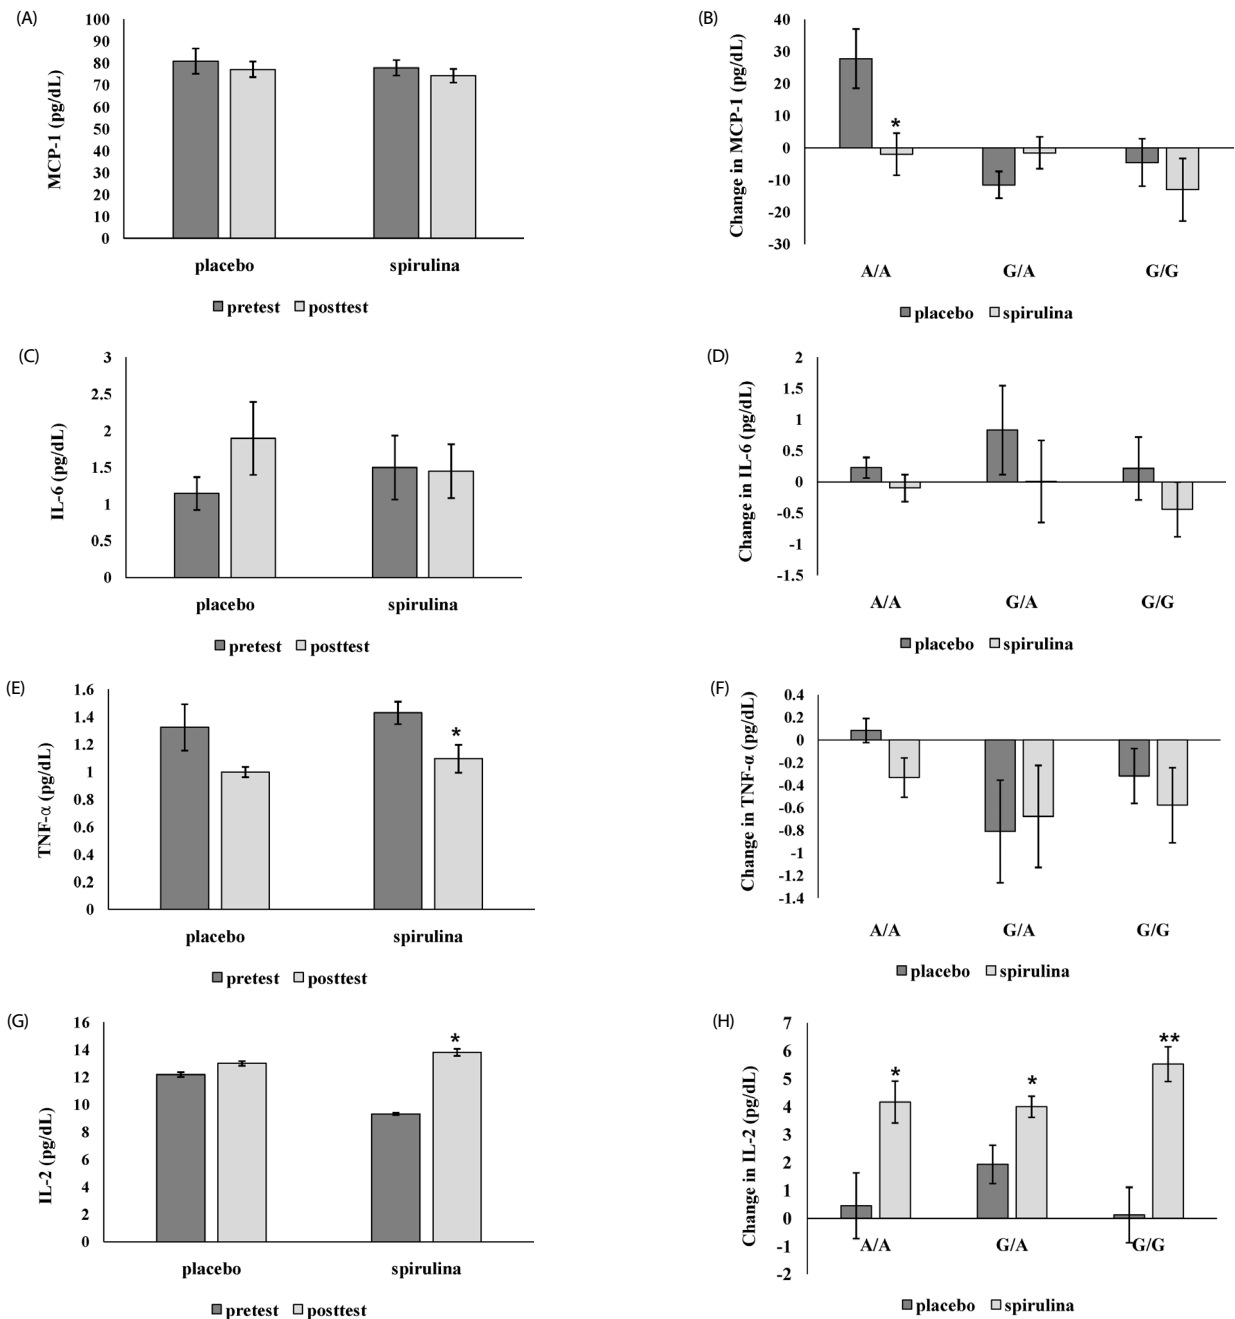 (A)
100
90
80
70
60
50
40
30
20
10
0
MCP-1 (pg/dL)
placebo
spirulina
pretest posttest
(B)
40
30
20
10
0
-10
-20
-30
Change in MCP-1 (pg/dL)
*
A/A
G/A
G/G
placebo spirulina
(C)
3
2.5
2
1.5
1
0.5
0
IL-6 (pg/dL)
placebo
spirulina
pretest posttest
(D)
2
1.5
1
0.5
0
-0.5
-1
-1.5
Change in IL-6 (pg/dL)
A/A
G/A
G/G
placebo spirulina
(E)
1.6
1.4
1.2
1
0.8
0.6
0.4
0.2
0
TNF-α (pg/dL)
*
placebo
spirulina
pretest posttest
(F)
0.4
0.2
0
-0.2
-0.4
-0.6
-0.8
-1
-1.2
-1.4
Change in TNF-α (pg/dL)
A/A
G/A
G/G
placebo spirulina
(G)
16
14
12
10
8
6
4
2
0
IL-2 (pg/dL)
*
placebo
spirulina
pretest posttest
(H)
7
6
5
4
3
2
1
0
-1
-2
Change in IL-2 (pg/dL)
*
*
**
A/A
G/A
G/G
placebo spirulina